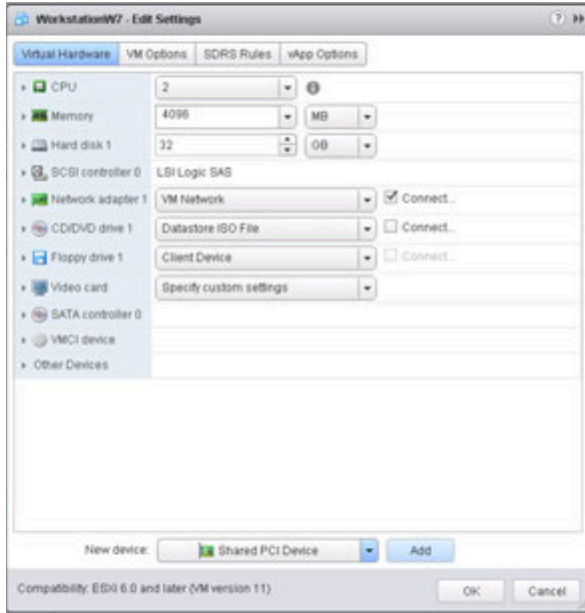 WorkstationW7 - Edit Settings
Virtual Hardware VM Options SDRS Rules vApp Options
CPU 2
Memory 4096 MB
Hard disk 1 32 GB
SCSI controller 0 LSI Logic SAS
Network adapter 1 VM Network Connect...
CD/DVD drive 1 Datastore ISO File Connect...
Floppy drive 1 Client Device Connect...
Video card Specify custom settings
SATA controller 0
VMCI device
Other Devices
New device: Shared PCI Device Add
Compatibility: ESXi 6.0 and later (VM version 11) OK Cancel